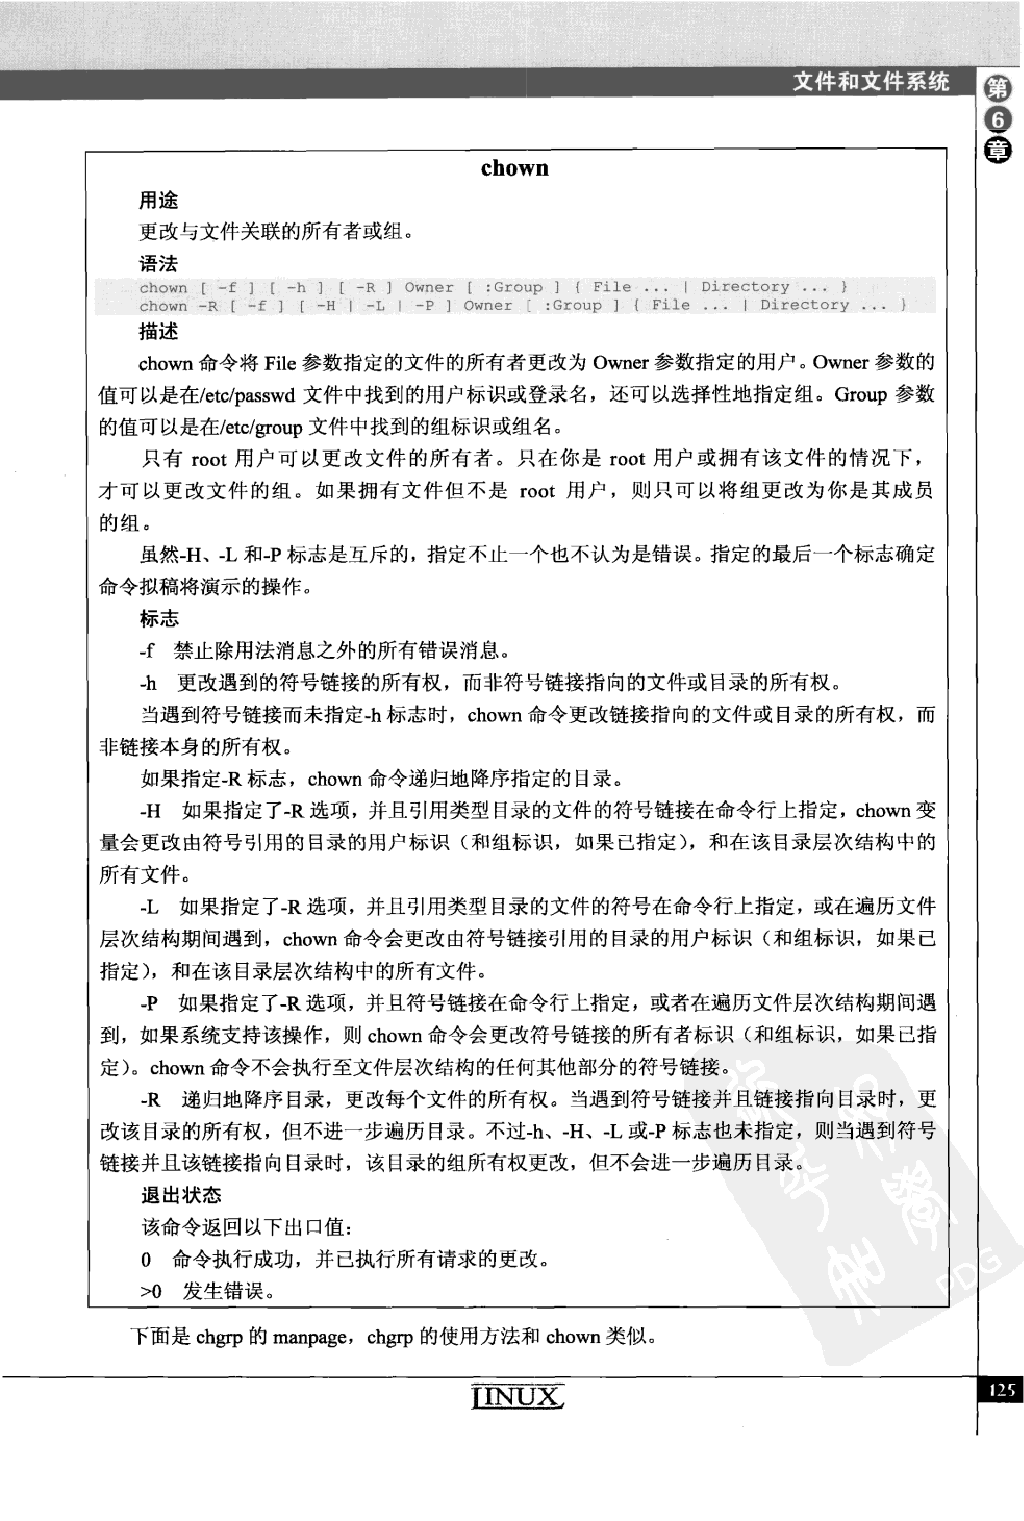 文件和文件系统
第
6
章
chown
用途
更改与文件关联的所有者或组。
语法
chown [ -f ] [ -h ] [ -R ] Owner [ :Group ] { File ... | Directory ... }
chown -R [ -f ] [ -H | -L | -P ] Owner [ :Group ] { File ... | Directory ... }
描述
chown 命令将 File 参数指定的文件的所有者更改为 Owner 参数指定的用户。Owner 参数的
值可以是在/etc/passwd 文件中找到的用户标识或登录名，还可以选择性地指定组。Group 参数
的值可以是在/etc/group 文件中找到的组标识或组名。
只有 root 用户可以更改文件的所有者。只在你是 root 用户或拥有该文件的情况下，
才可以更改文件的组。如果拥有文件但不是 root 用户，则只可以将组更改为你是其成员
的组。
虽然-H、-L 和-P 标志是互斥的，指定不止一个也不认为是错误。指定的最后一个标志确定
命令拟稿将演示的操作。
标志
-f 禁止除用法消息之外的所有错误消息。
-h 更改遇到的符号链接的所有权，而非符号链接指向的文件或目录的所有权。
当遇到符号链接而未指定-h 标志时，chown 命令更改链接指向的文件或目录的所有权，而
非链接本身的所有权。
如果指定-R 标志，chown 命令递归地降序指定的目录。
-H 如果指定了-R 选项，并且引用类型目录的文件的符号链接在命令行上指定，chown 变
量会更改由符号引用的目录的用户标识（和组标识，如果已指定），和在该目录层次结构中的
所有文件。
-L 如果指定了-R 选项，并且引用类型目录的文件的符号在命令行上指定，或在遍历文件
层次结构期间遇到，chown 命令会更改由符号链接引用的目录的用户标识（和组标识，如果已
指定），和在该目录层次结构中的所有文件。
-P 如果指定了-R 选项，并且符号链接在命令行上指定，或者在遍历文件层次结构期间遇
到，如果系统支持该操作，则 chown 命令会更改符号链接的所有者标识（和组标识，如果已指
定）。chown 命令不会执行至文件层次结构的任何其他部分的符号链接。
-R 递归地降序目录，更改每个文件的所有权。当遇到符号链接并且链接指向目录时，更
改该目录的所有权，但不进一步遍历目录。不过-h、-H、-L 或-P 标志也未指定，则当遇到符号
链接并且该链接指向目录时，该目录的组所有权更改，但不会进一步遍历目录。
退出状态
该命令返回以下出口值：
0 命令执行成功，并已执行所有请求的更改。
>0 发生错误。
PDG
下面是 chgrp 的 manpage，chgrp 的使用方法和 chown 类似。
LINUX
125